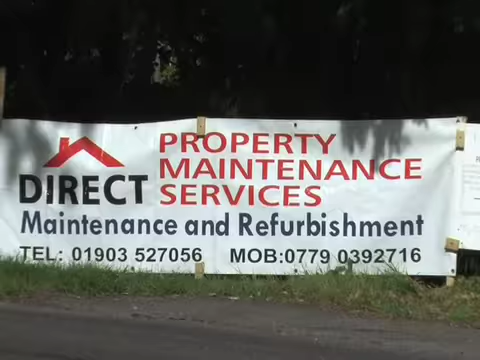 PROPERTY
MAINTENANCE
DIRECT SERVICES
Maintenance and Refurbishment
TEL: 01903 527056 MOB:0779 0392716